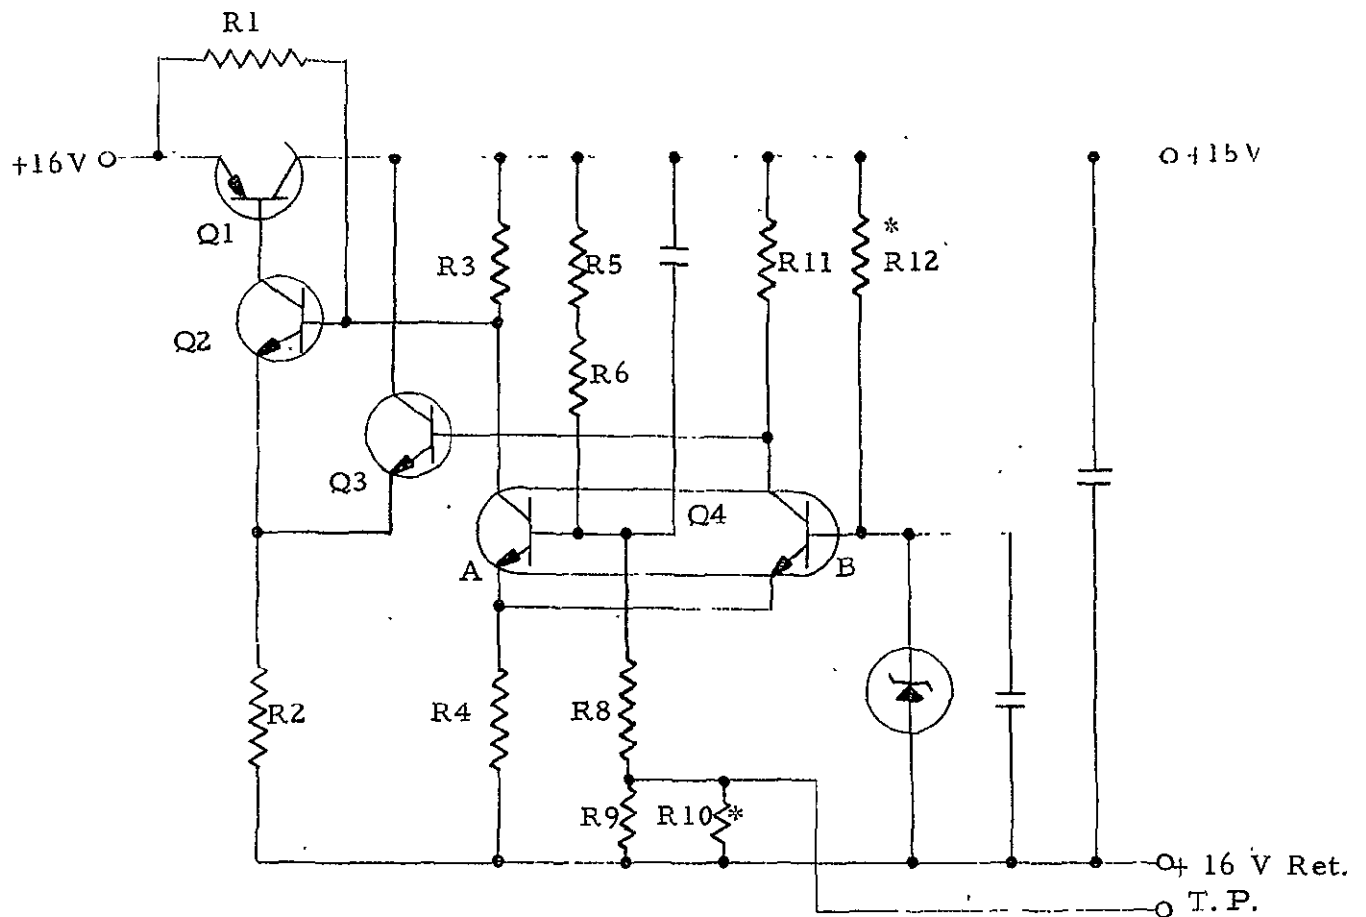 R1
+16V
+15V
Q1
R3
R5
R11
*
R12
Q2
R6
Q3
Q4
A
B
R2
R4
R8
R9
R10
*
+ 16 V Ret.
T. P.